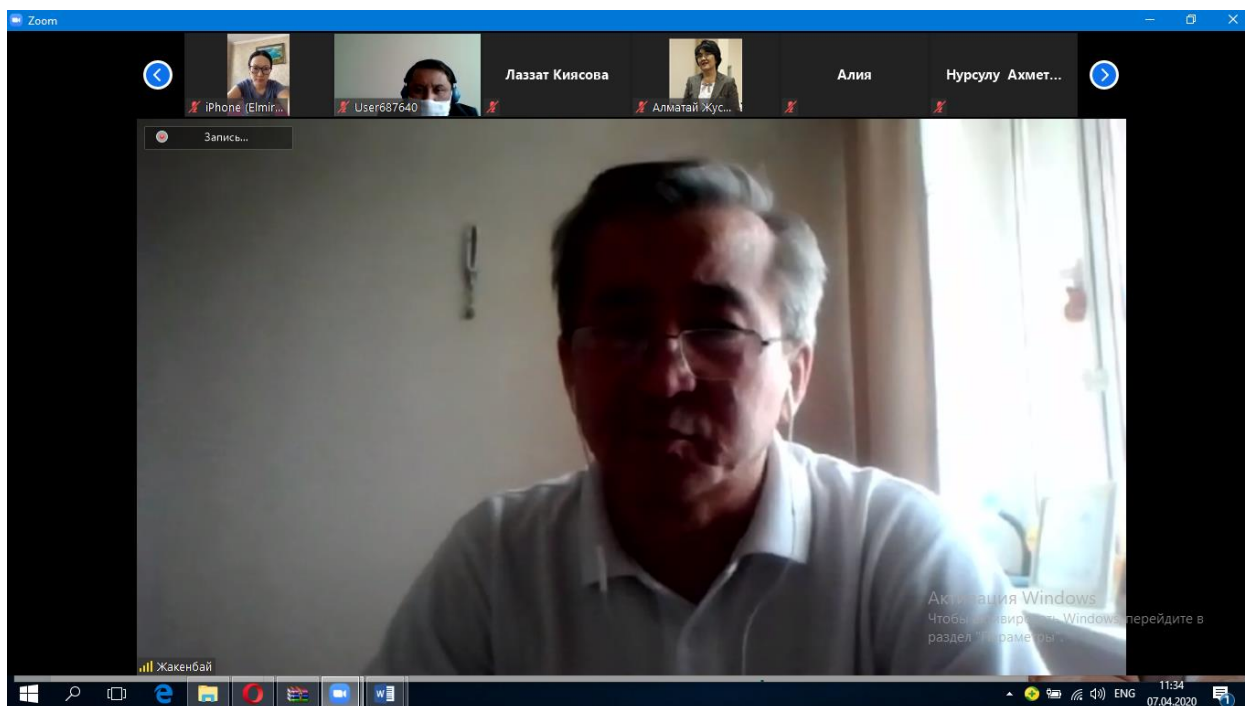 Zoom
iPhone (Elmir...
User687640
Лаззат Киясова
Алматай Жус...
Алия
Нурсулу Ахмет...
Запись...
Активация Windows
Чтобы активировать Windows, перейдите в
раздел "Параметры".
Жакенбай
ENG
11:34
07.04.2020